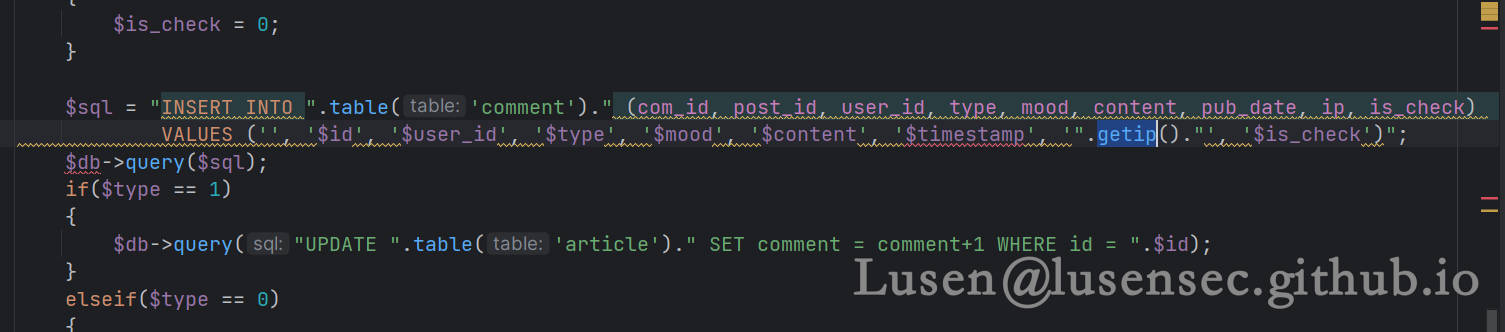 {
$is_check = 0;
}
$sql = "INSERT INTO ".table( table: 'comment')." (com_id, post_id, user_id, type, mood, content, pub_date, ip, is_check)
VALUES ('', '$id', '$user_id', '$type', '$mood', '$content', '$timestamp', '".getip()."', '$is_check')";
$db->query($sql);
if($type == 1)
{
$db->query( sql: "UPDATE ".table( table: 'article')." SET comment = comment+1 WHERE id = ".$id);
}
elseif($type == 0)
{
Lusen@lusensec.github.io